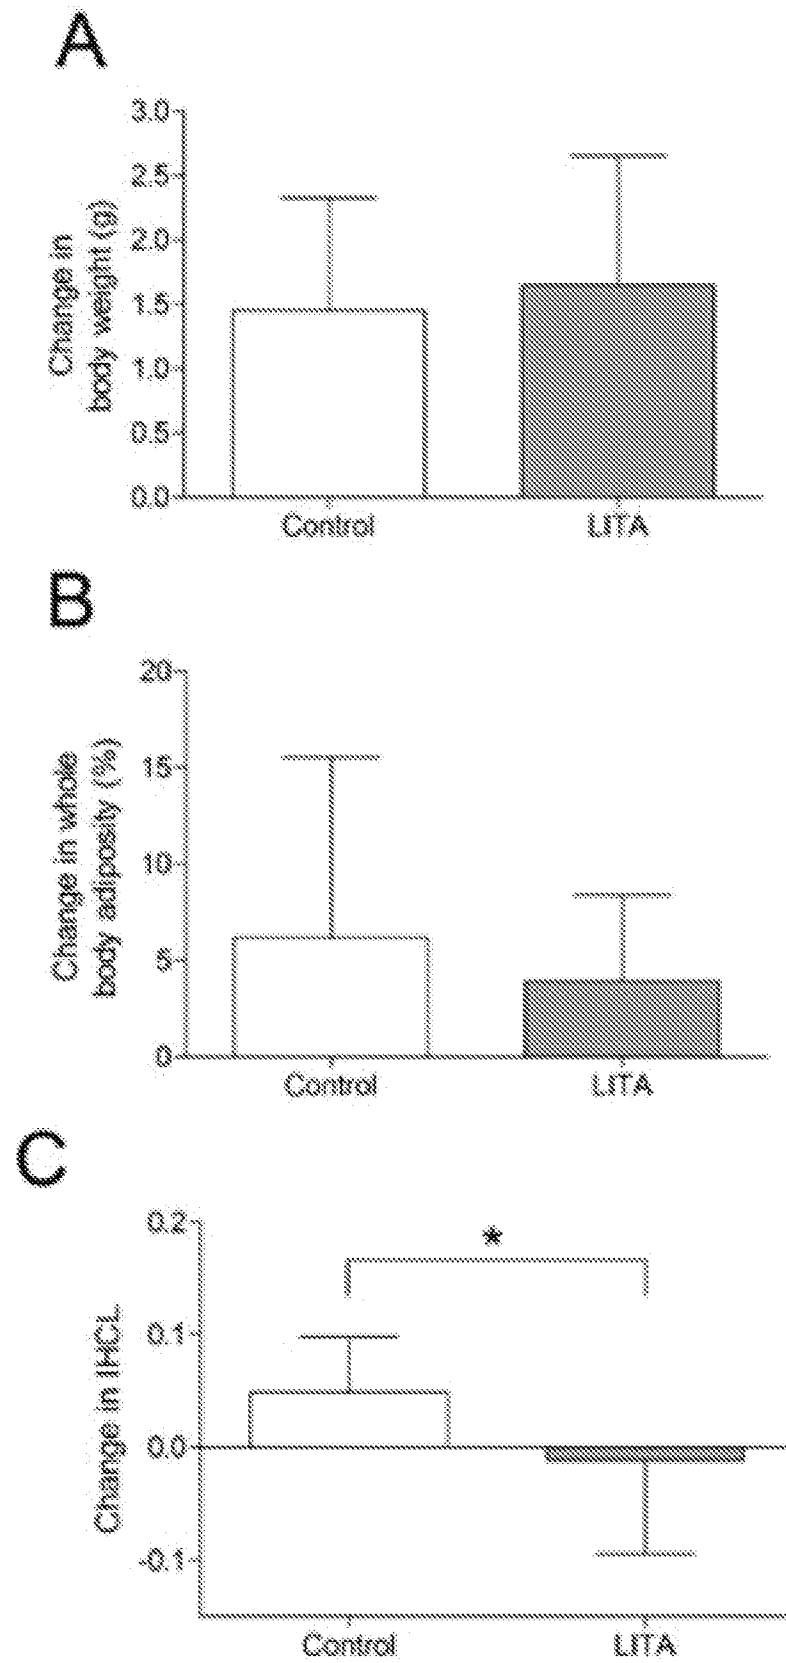 A
3.0
2.5
2.0
1.5
1.0
0.5
0.0
Change in
body weight (g)
Control
LITA
B
20
15
10
5
0
Change in whole
body adiposity (%)
Control
LITA
C
0.2
0.1
0.0
-0.1
Change in IHCL
*
Control
LITA